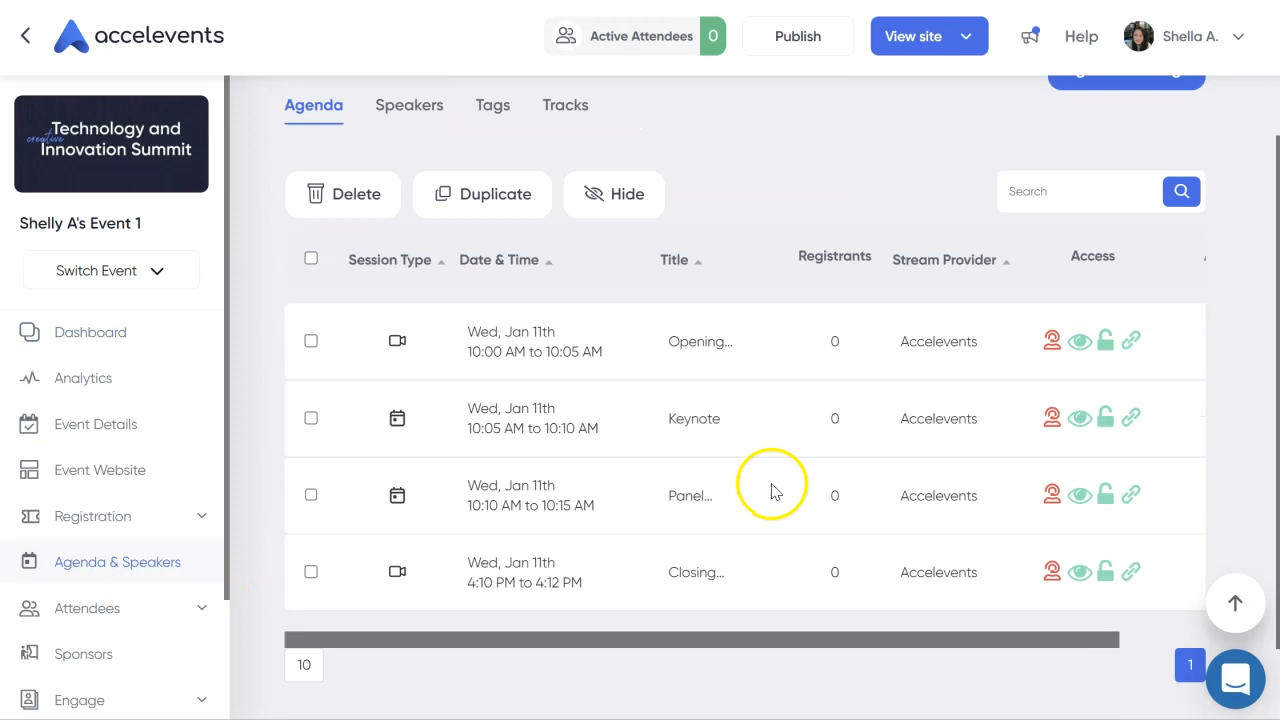 accelevents
Active Attendees 0
Publish
View site
Help
Shella A.
Technology and
creative
Innovation Summit
Shelly A's Event 1
Switch Event
Dashboard
Analytics
Event Details
Event Website
Registration
Agenda & Speakers
Attendees
Sponsors
Engage
Agenda Speakers Tags Tracks
Delete Duplicate Hide
Search
Session Type Date & Time Title Registrants Stream Provider Access
Wed, Jan 11th
10:00 AM to 10:05 AM
Opening... 0 Accelevents
Wed, Jan 11th
10:05 AM to 10:10 AM
Keynote 0 Accelevents
Wed, Jan 11th
10:10 AM to 10:15 AM
Panel... 0 Accelevents
Wed, Jan 11th
4:10 PM to 4:12 PM
Closing... 0 Accelevents
10
1